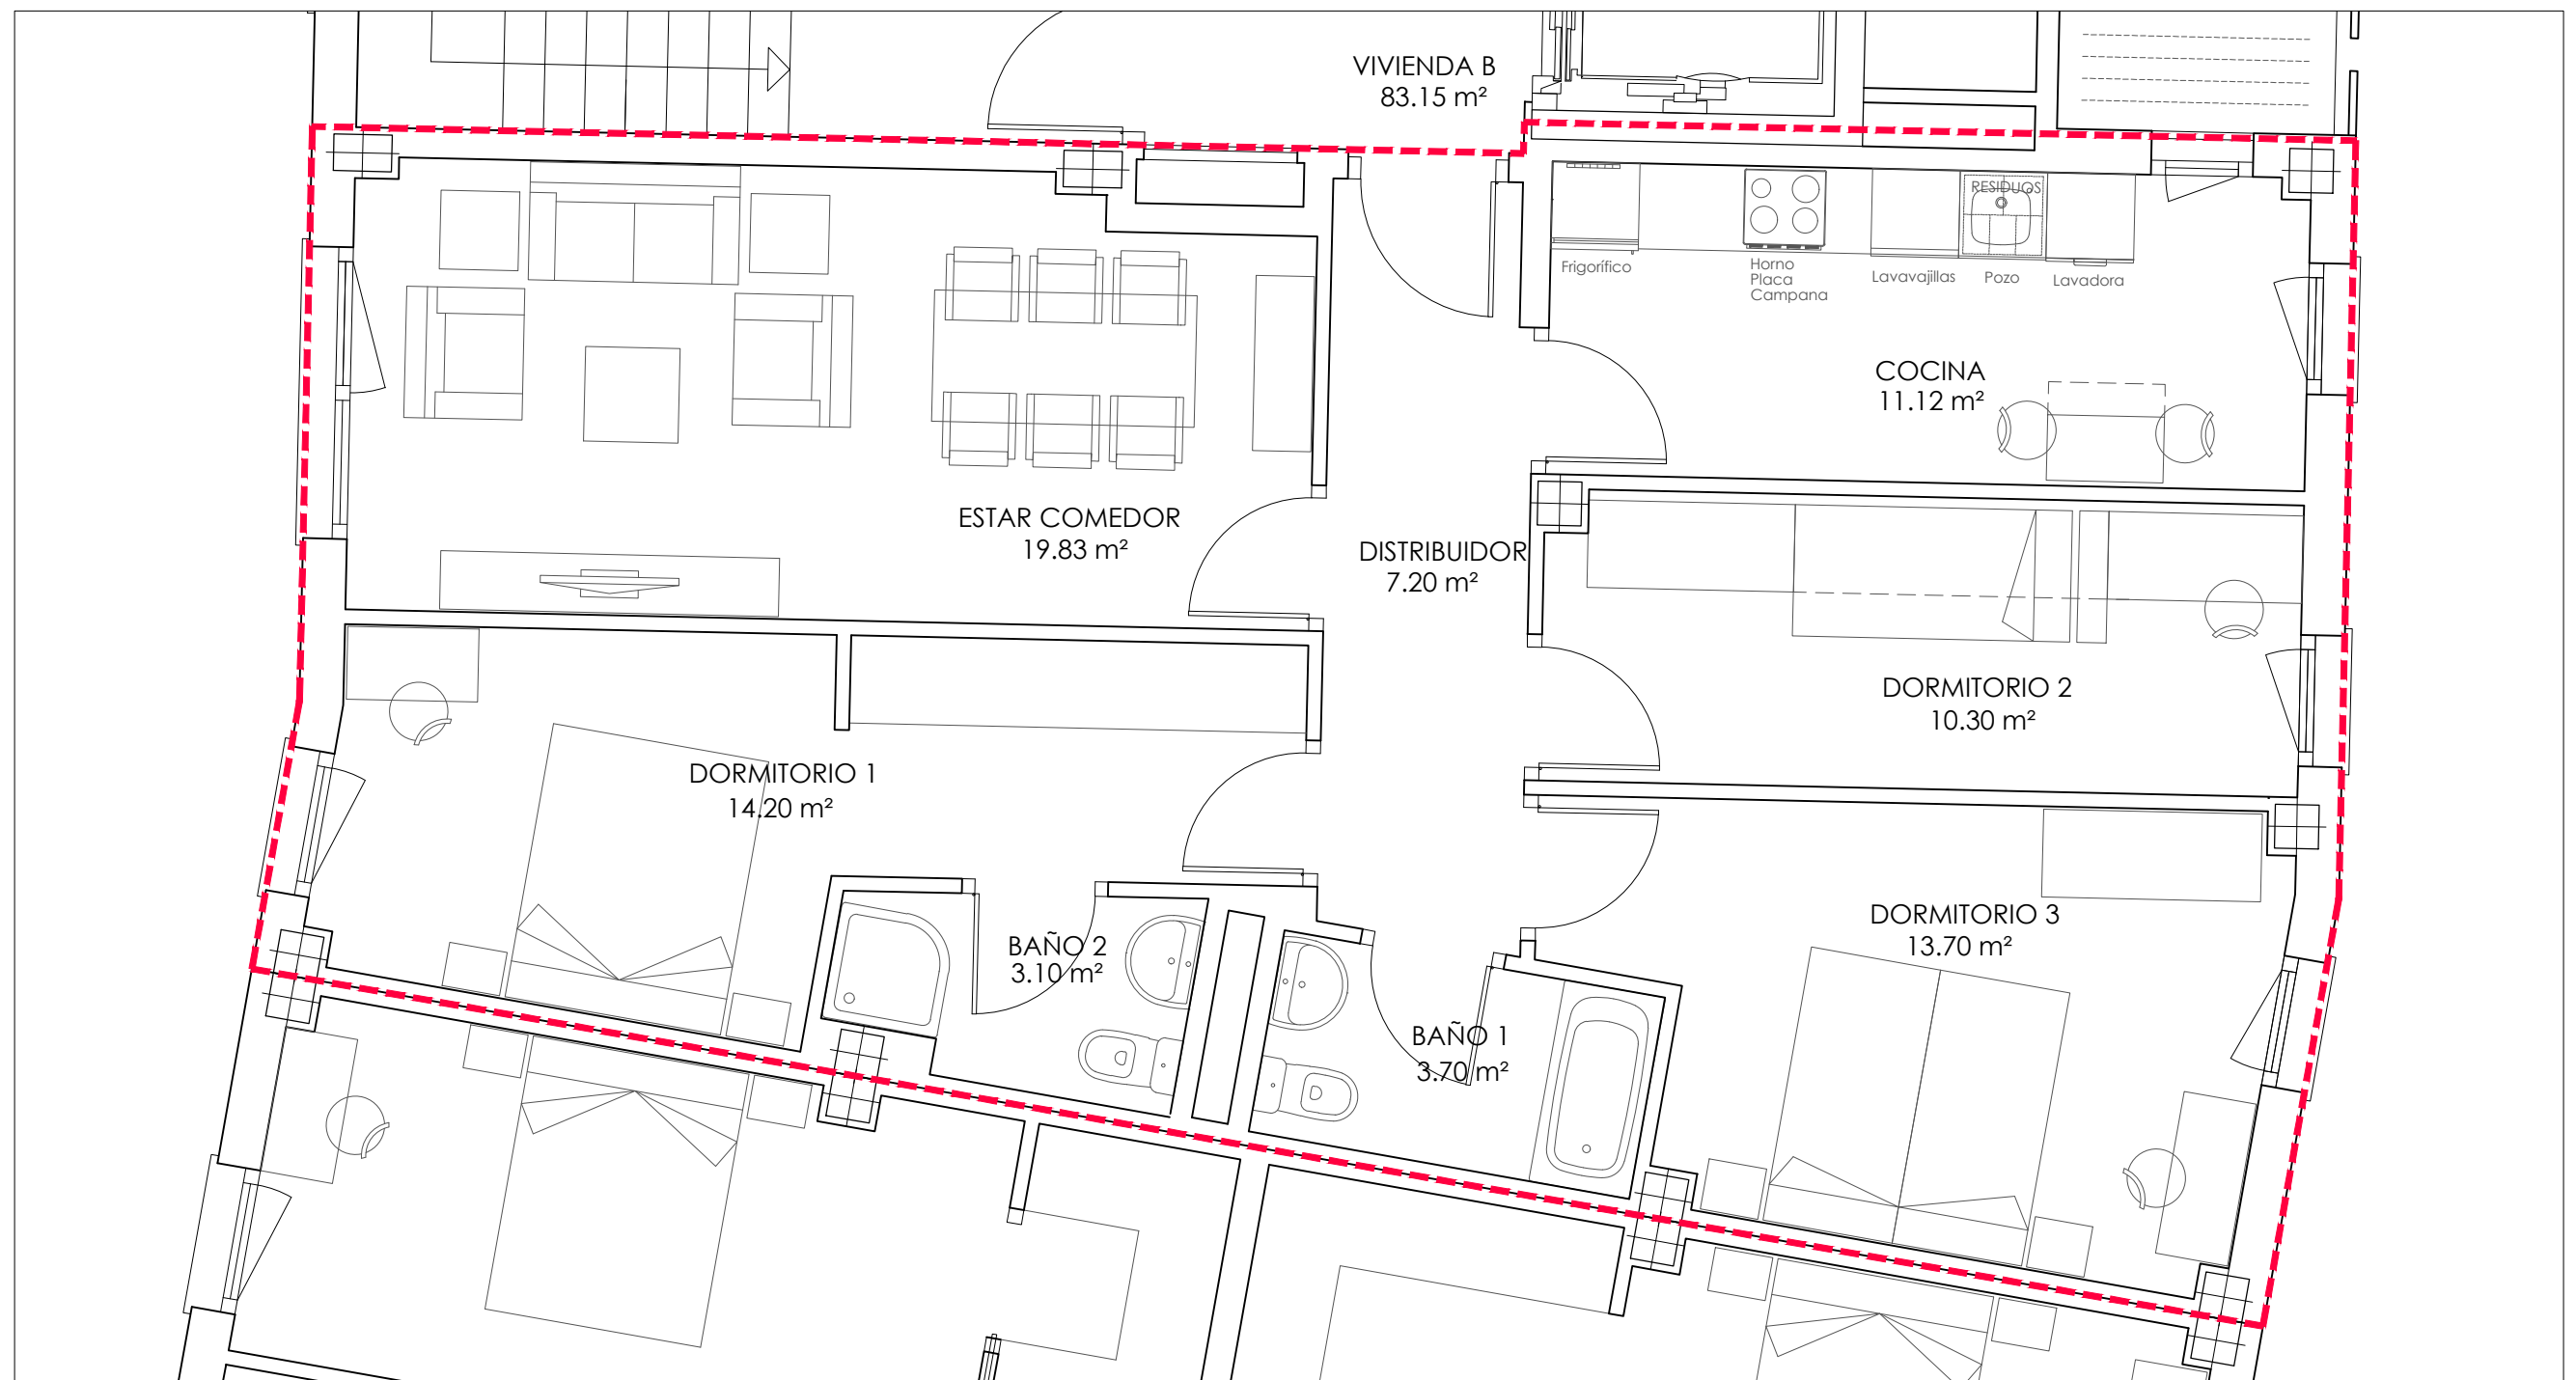 VIVIENDA B
83.15 m²
RESIDUOS
Frigorífico
Horno
Placa
Campana
Lavavajillas
Pozo
Lavadora
COCINA
11.12 m²
ESTAR COMEDOR
19.83 m²
DISTRIBUIDOR
7.20 m²
DORMITORIO 2
10.30 m²
DORMITORIO 1
14.20 m²
DORMITORIO 3
13.70 m²
BAÑO 2
3.10 m²
BAÑO 1
3.70 m²